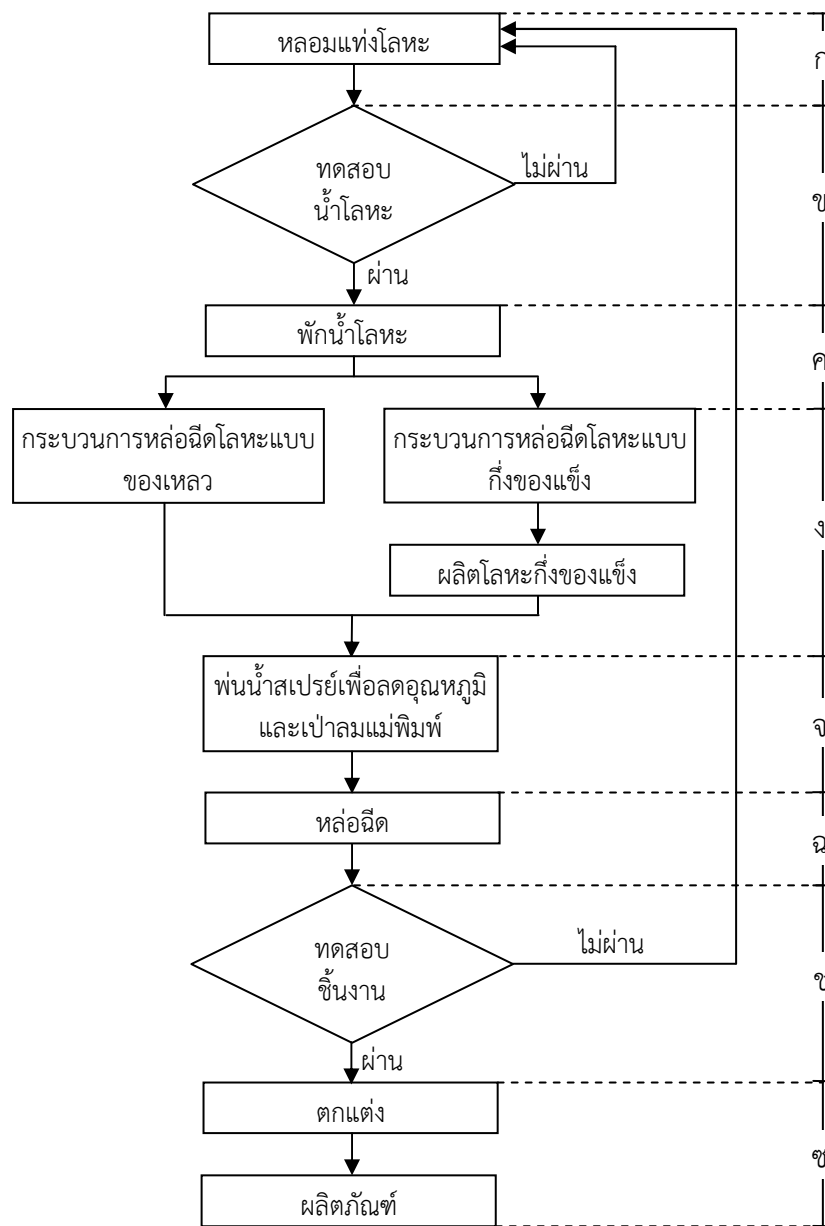 หลอมแท่งโลหะ
ก
ทดสอบ
น้ำโลหะ
ไม่ผ่าน
ข
ผ่าน
พักน้ำโลหะ
ค
กระบวนการหล่อฉีดโลหะแบบ
ของเหลว
กระบวนการหล่อฉีดโลหะแบบ
กึ่งของแข็ง
ง
ผลิตโลหะกึ่งของแข็ง
พ่นน้ำสเปรย์เพื่อลดอุณหภูมิ
และเป่าลมแม่พิมพ์
จ
หล่อฉีด
ฉ
ทดสอบ
ชิ้นงาน
ไม่ผ่าน
ช
ผ่าน
ตกแต่ง
ซ
ผลิตภัณฑ์